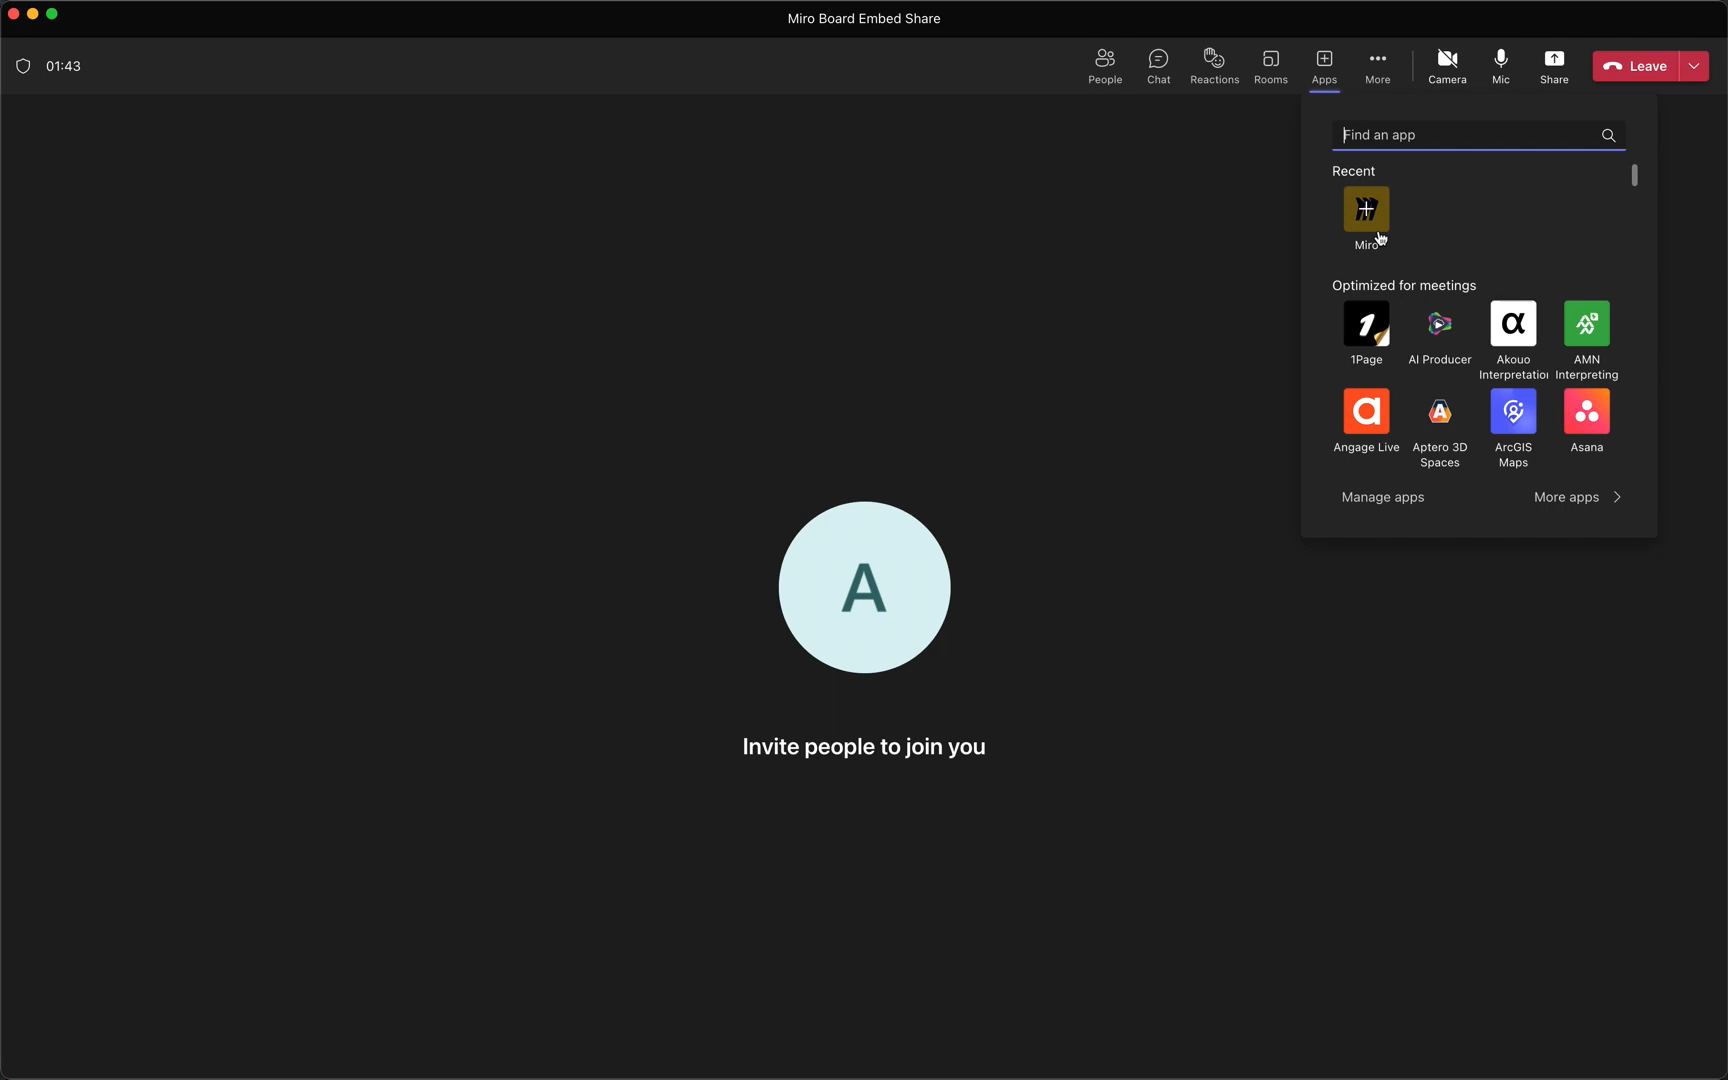 Miro Board Embed Share
01:43
People
Chat
Reactions
Rooms
Apps
More
Camera
Mic
Share
Leave
Find an app
Recent
Miro
Optimized for meetings
1Page
AI Producer
Akouo
Interpretation
AMN
Interpreting
Angage Live
Aptero 3D
Spaces
ArcGIS
Maps
Asana
Manage apps
More apps
A
Invite people to join you